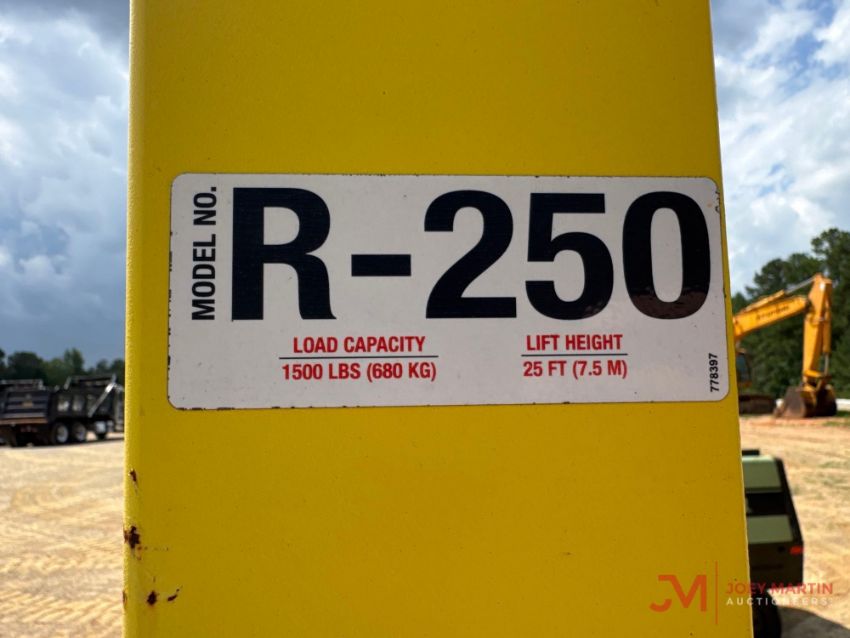 MODEL NO.
R-250
LOAD CAPACITY
1500 LBS (680 KG)
LIFT HEIGHT
25 FT (7.5 M)
778397
JM
JOEY MARTIN
AUCTIONEERS